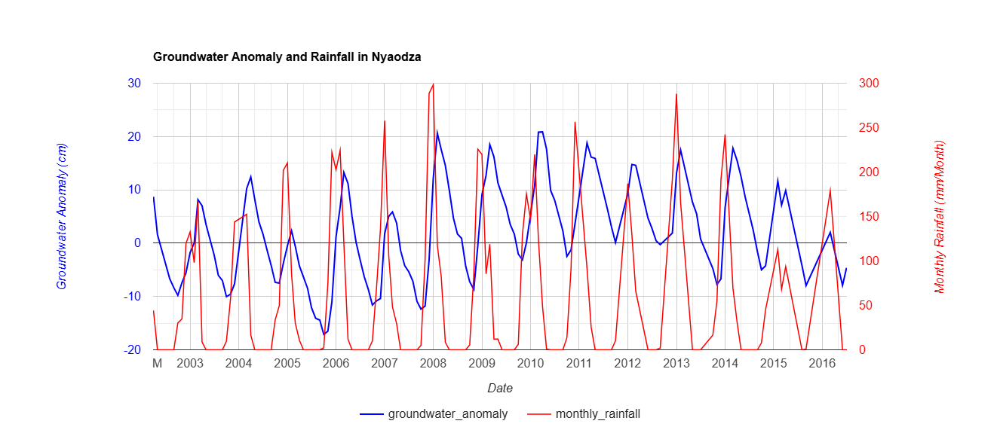 Groundwater Anomaly and Rainfall in Nyaodza
30
20
10
0
-10
-20
Groundwater Anomaly (cm)
300
250
200
150
100
50
0
Monthly Rainfall (mm/Month)
M 2003 2004 2005 2006 2007 2008 2009 2010 2011 2012 2013 2014 2015 2016
Date
groundwater_anomaly monthly_rainfall